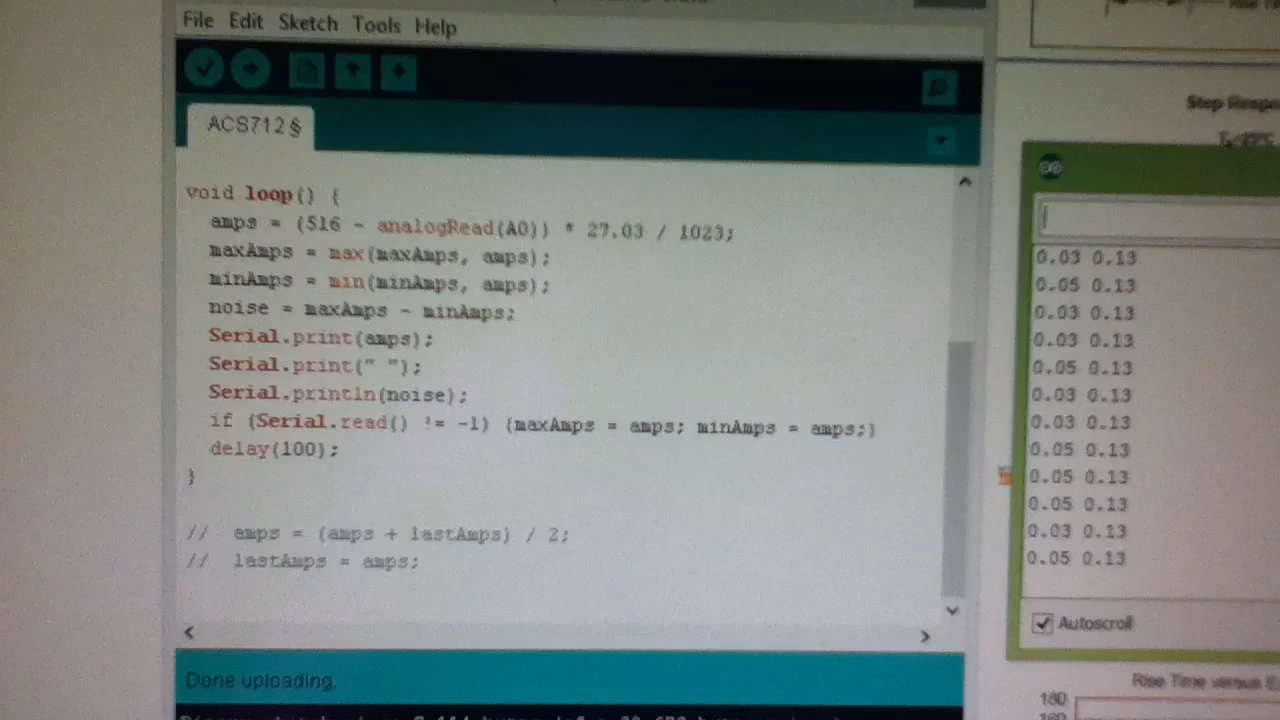 File Edit Sketch Tools Help
ACS712§
void loop() {
amps = (516 - analogRead(A0)) * 27.03 / 1023;
maxAmps = max(maxAmps, amps);
minAmps = min(minAmps, amps);
noise = maxAmps - minAmps;
Serial.print(amps);
Serial.print(" ");
Serial.println(noise);
if (Serial.read() != -1) {maxAmps = amps; minAmps = amps;}
delay(100);
}
// amps = (amps + lastAmps) / 2;
// lastAmps = amps;
Done uploading.
Step
0.03 0.13
0.05 0.13
0.03 0.13
0.03 0.13
0.05 0.13
0.03 0.13
0.03 0.13
0.05 0.13
0.05 0.13
0.05 0.13
0.03 0.13
0.05 0.13
Autoscroll
Rise Time versus
180
160